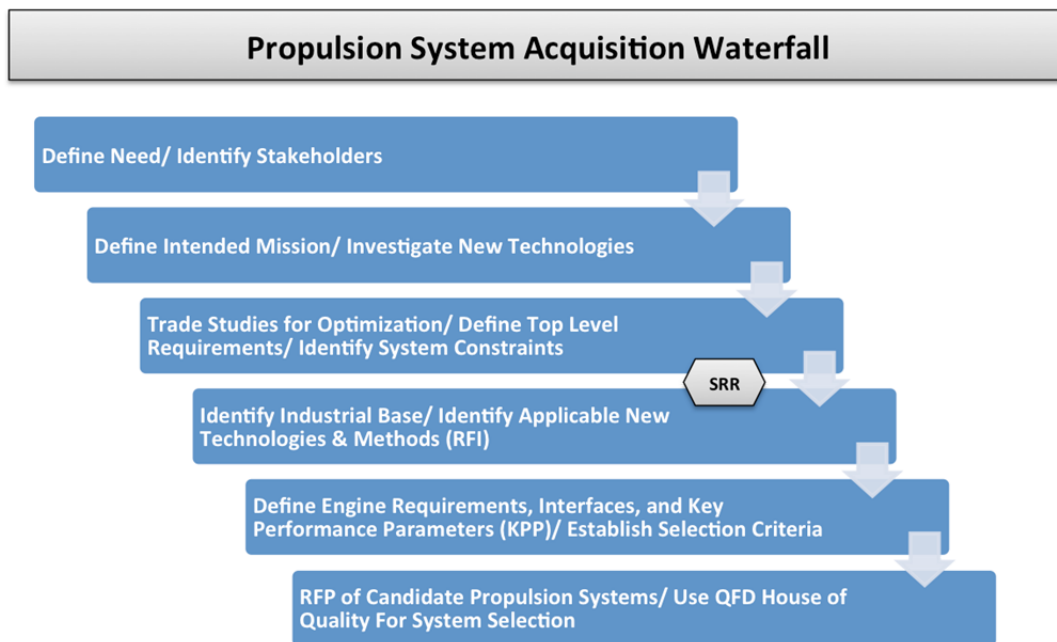 Propulsion System Acquisition Waterfall
Define Need/ Identify Stakeholders
Define Intended Mission/ Investigate New Technologies
Trade Studies for Optimization/ Define Top Level
Requirements/ Identify System Constraints
SRR
Identify Industrial Base/ Identify Applicable New
Technologies & Methods (RFI)
Define Engine Requirements, Interfaces, and Key
Performance Parameters (KPP)/ Establish Selection Criteria
RFP of Candidate Propulsion Systems/ Use QFD House of
Quality For System Selection